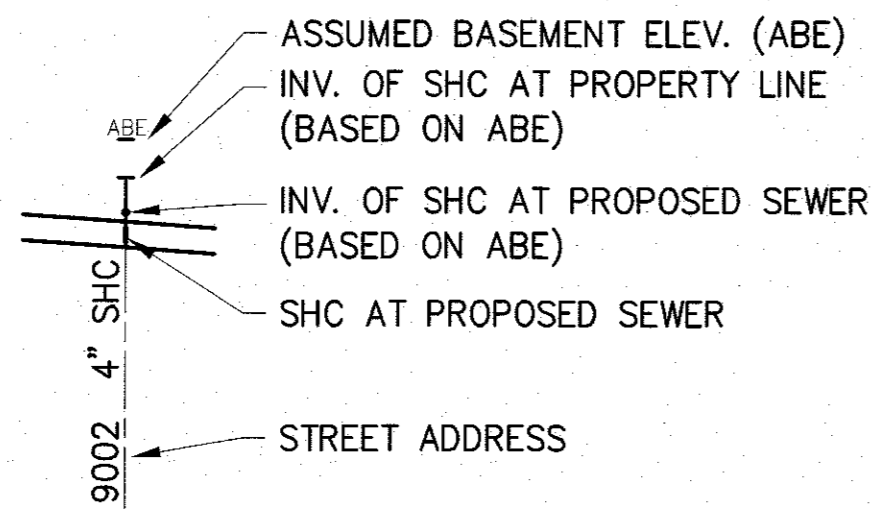 ASSUMED BASEMENT ELEV. (ABE)
INV. OF SHC AT PROPERTY LINE
(BASED ON ABE)
ABE
INV. OF SHC AT PROPOSED SEWER
(BASED ON ABE)
SHC AT PROPOSED SEWER
STREET ADDRESS
9002 4" SHC